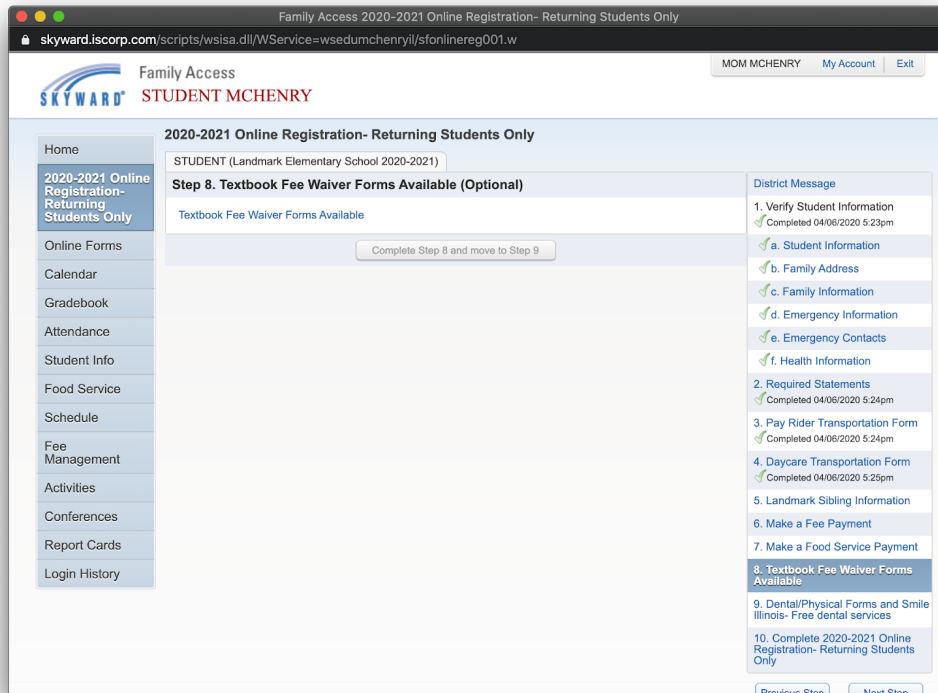 Family Access 2020-2021 Online Registration- Returning Students Only
skyward.iscorp.com/scripts/wsisa.dll/WService=wsedumchenryil/sfonlinereg001.w
MOM MCHENRY My Account Exit
SKYWARD
Family Access
STUDENT MCHENRY
Home
2020-2021 Online
Registration-
Returning
Students Only
Online Forms
Calendar
Gradebook
Attendance
Student Info
Food Service
Schedule
Fee
Management
Activities
Conferences
Report Cards
Login History
2020-2021 Online Registration- Returning Students Only
STUDENT (Landmark Elementary School 2020-2021)
Step 8. Textbook Fee Waiver Forms Available (Optional)
Textbook Fee Waiver Forms Available
Complete Step 8 and move to Step 9
District Message
1. Verify Student Information
Completed 04/06/2020 5:23pm
a. Student Information
b. Family Address
c. Family Information
d. Emergency Information
e. Emergency Contacts
f. Health Information
2. Required Statements
Completed 04/06/2020 5:24pm
3. Pay Rider Transportation Form
Completed 04/06/2020 5:24pm
4. Daycare Transportation Form
Completed 04/06/2020 5:25pm
5. Landmark Sibling Information
6. Make a Fee Payment
7. Make a Food Service Payment
8. Textbook Fee Waiver Forms
Available
9. Dental/Physical Forms and Smile
Illinois- Free dental services
10. Complete 2020-2021 Online
Registration- Returning Students
Only
Previous Step Next Step